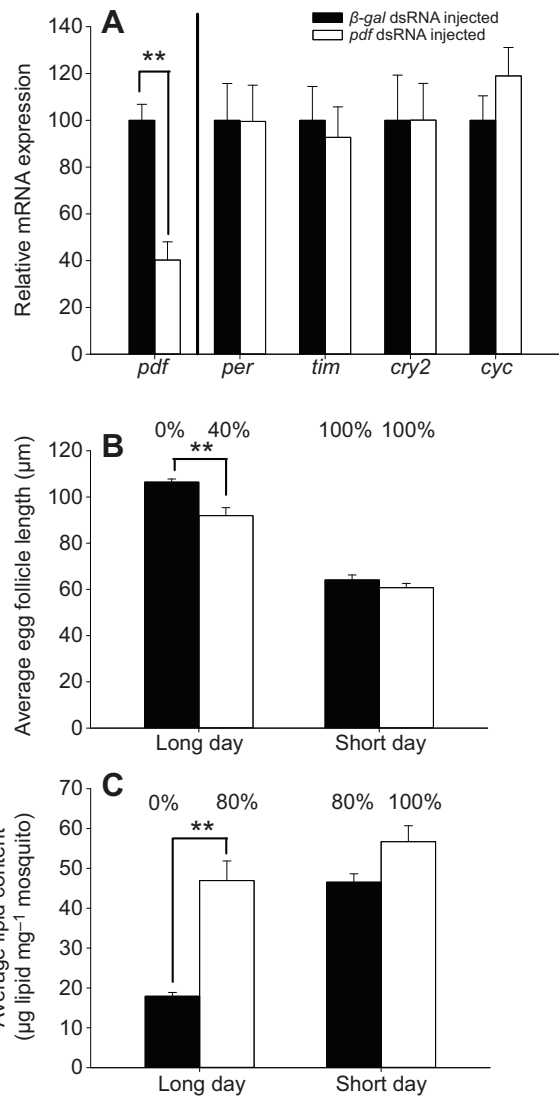 A
β-gal dsRNA injected
pdf dsRNA injected
**
Relative mRNA expression
140
120
100
80
60
40
20
0
pdf per tim cry2 cyc
B
0% 40% 100% 100%
**
Average egg follicle length (µm)
120
100
80
60
40
20
0
Long day Short day
C
0% 80% 80% 100%
**
Average lipid content
(µg lipid mg⁻¹ mosquito)
70
60
50
40
30
20
10
0
Long day Short day